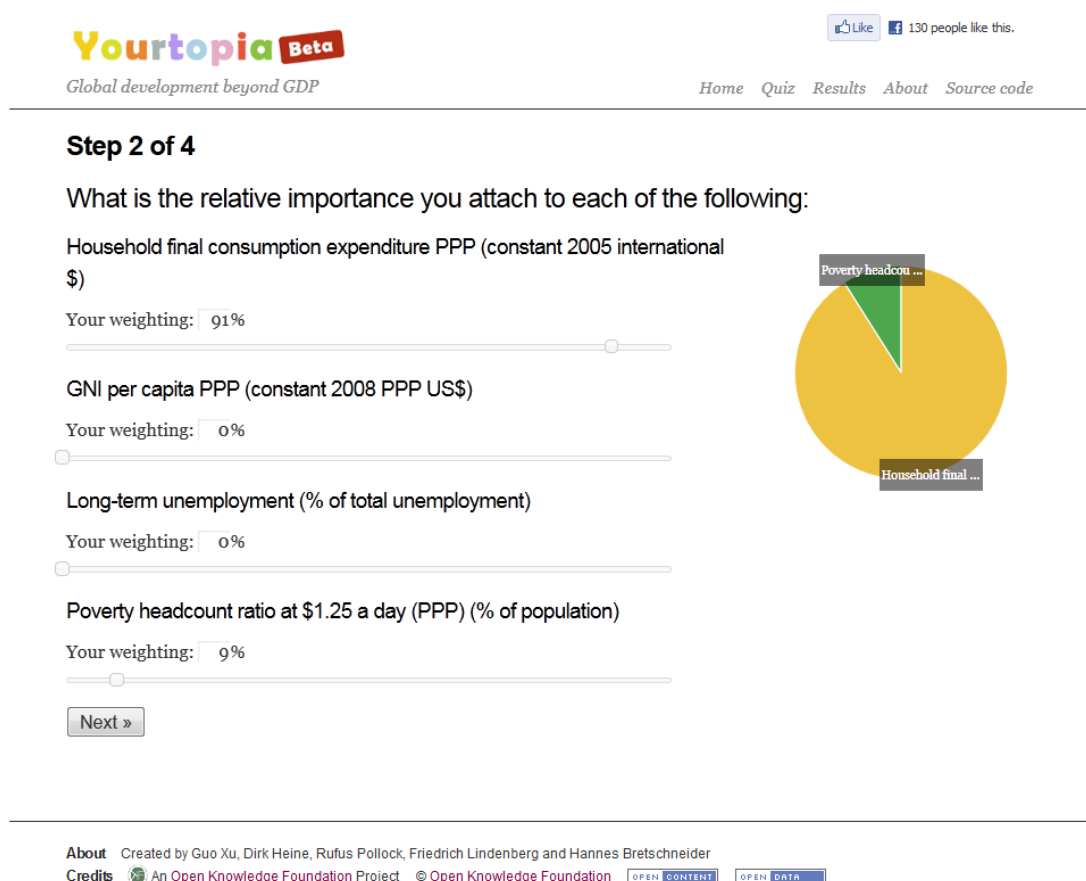 Yourtopia Beta
Like 130 people like this.
Global development beyond GDP
Home Quiz Results About Source code
Step 2 of 4
What is the relative importance you attach to each of the following:
Household final consumption expenditure PPP (constant 2005 international
$)
Your weighting: 91%
GNI per capita PPP (constant 2008 PPP US$)
Your weighting: 0%
Long-term unemployment (% of total unemployment)
Your weighting: 0%
Poverty headcount ratio at $1.25 a day (PPP) (% of population)
Your weighting: 9%
Next »
Poverty headcou ...
Household final ...
About Created by Guo Xu, Dirk Heine, Rufus Pollock, Friedrich Lindenberg and Hannes Bretschneider
Credits An Open Knowledge Foundation Project © Open Knowledge Foundation OPEN CONTENT OPEN DATA